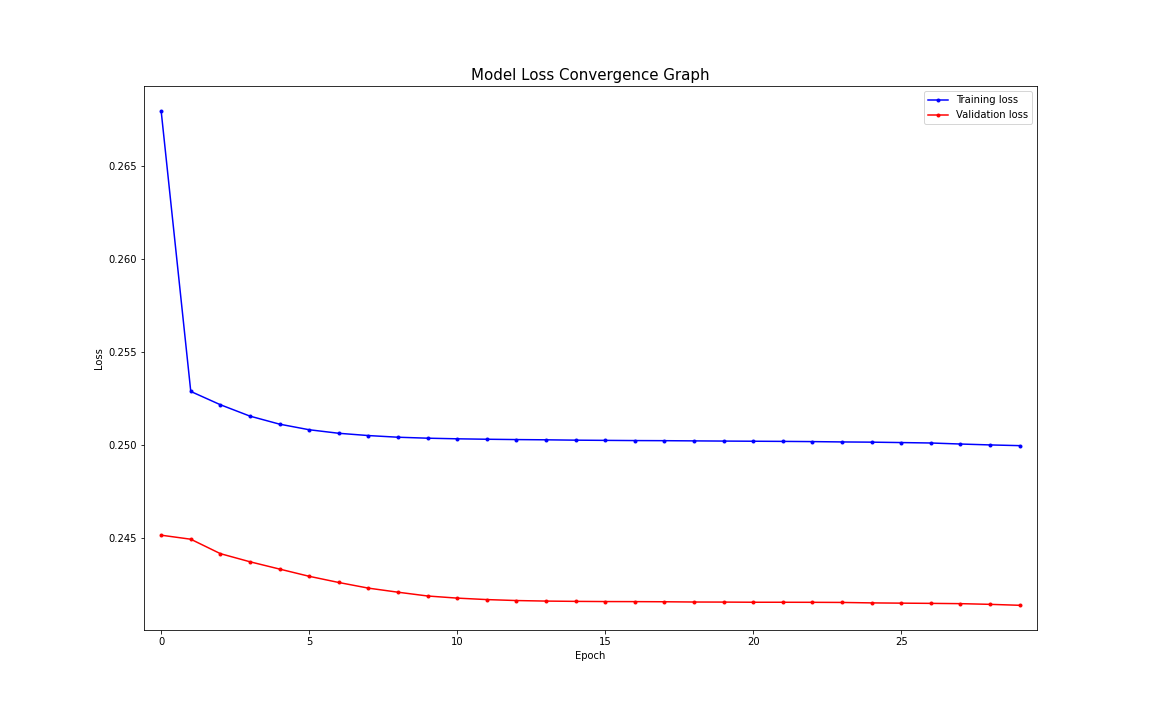 Model Loss Convergence Graph
Training loss
Validation loss
0.265
0.260
0.255
0.250
0.245
Loss
0 5 10 15 20 25
Epoch